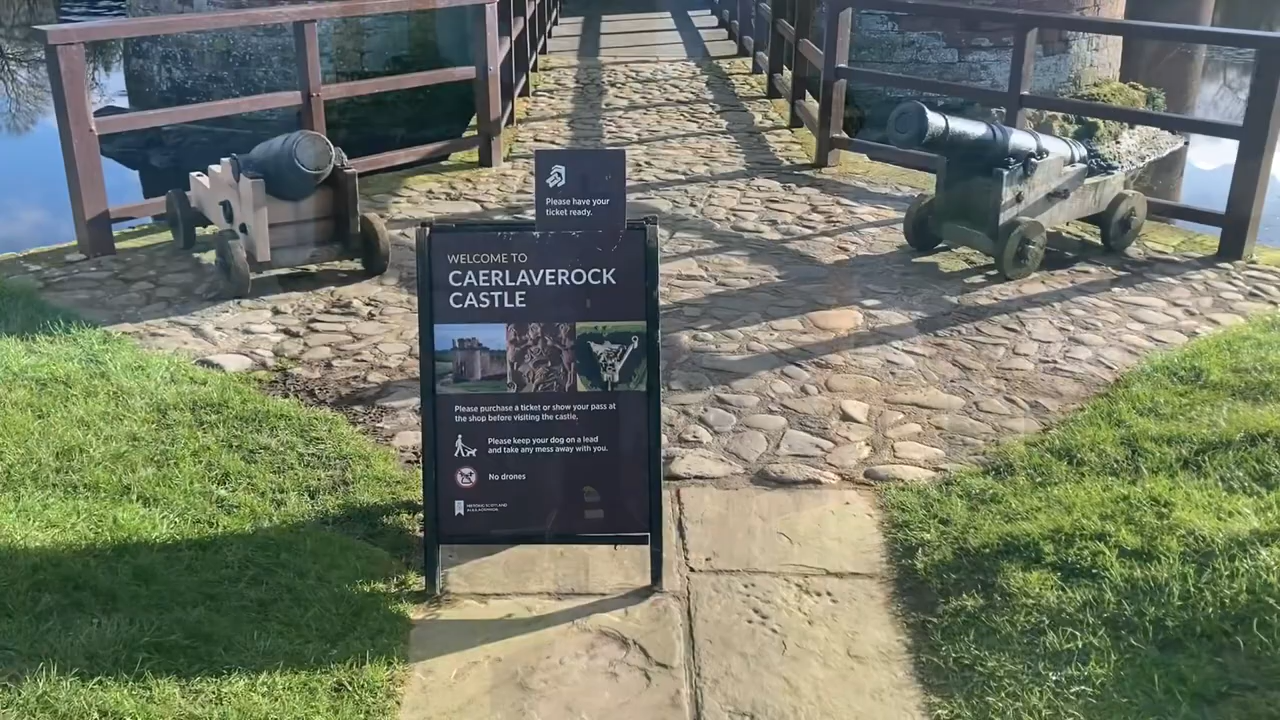 Please have your
ticket ready.
WELCOME TO
CAERLAVEROCK
CASTLE
Please purchase a ticket or show your pass at
the shop before visiting the castle.
Please keep your dog on a lead
and take any mess away with you.
No drones
HISTORIC SCOTLAND